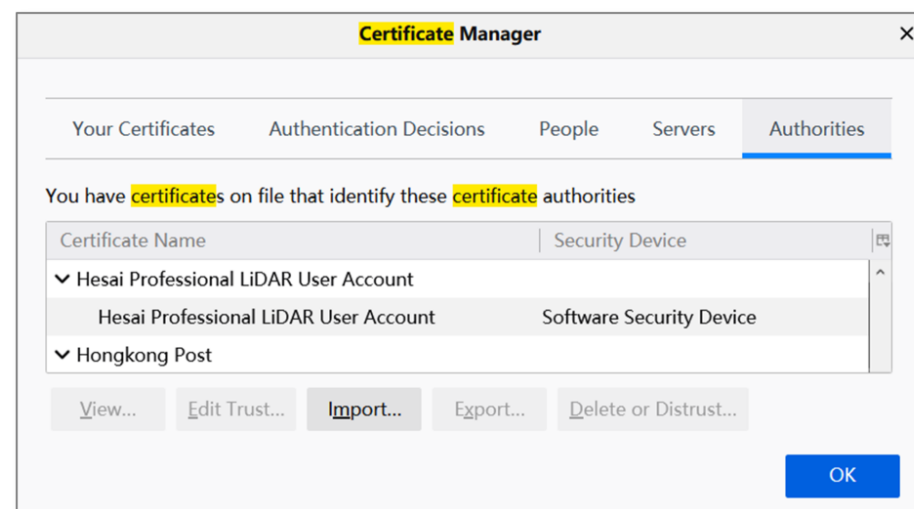 Certificate Manager
Your Certificates Authentication Decisions People Servers Authorities
You have certificates on file that identify these certificate authorities
Certificate Name Security Device
Hesai Professional LiDAR User Account
Hesai Professional LiDAR User Account Software Security Device
Hongkong Post
View... Edit Trust... Import... Export... Delete or Distrust...
OK